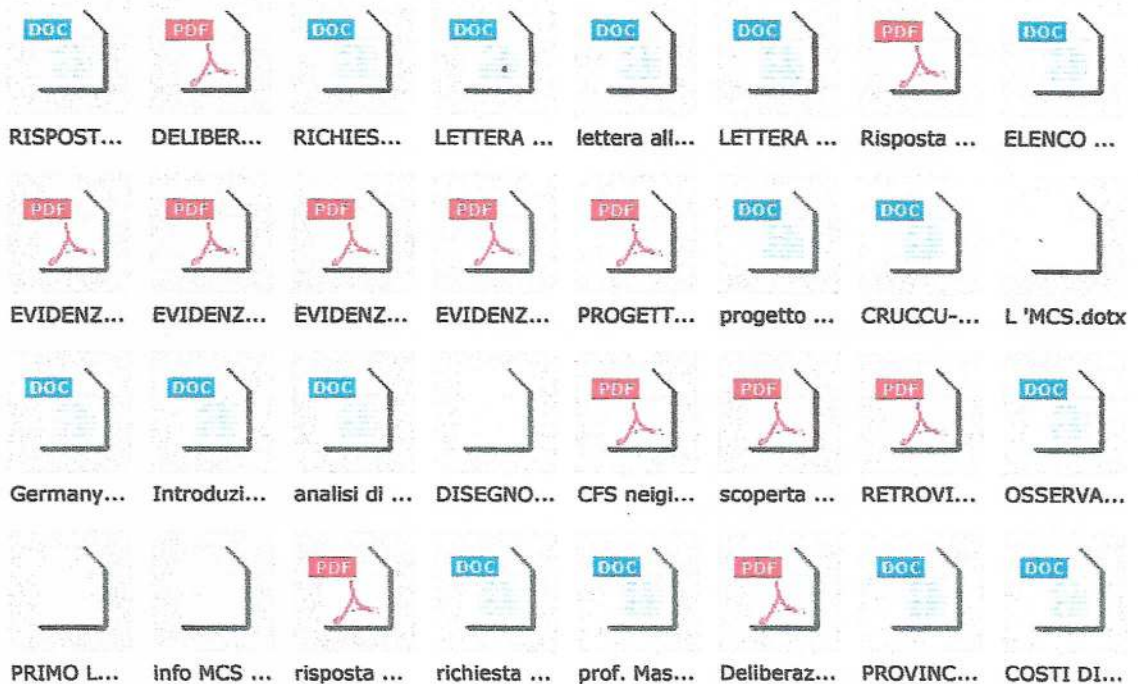 DOC PDF DOC DOC DOC DOC PDF DOC
RISPOST... DELIBER... RICHIES... LETTERA ... lettera all... LETTERA ... Risposta ... ELENCO ...
PDF PDF PDF PDF PDF DOC DOC
EVIDENZ... EVIDENZ... EVIDENZ... EVIDENZ... PROGETT... progetto ... CRUCCU-... L 'MCS.dotx
DOC DOC DOC PDF PDF PDF DOC
Germany... Introduzi... analisi di ... DISEGNO... CFS neigi... scoperta ... RETROVI... OSSERVA...
PDF DOC DOC PDF DOC DOC
PRIMO L... info MCS ... risposta ... richiesta ... prof. Mas... Deliberaz... PROVINC... COSTI DI...